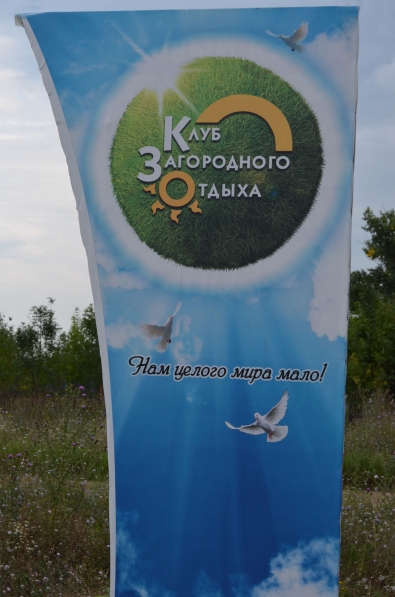 Клуб
Загородного
Отдыха
Нам целого мира мало!